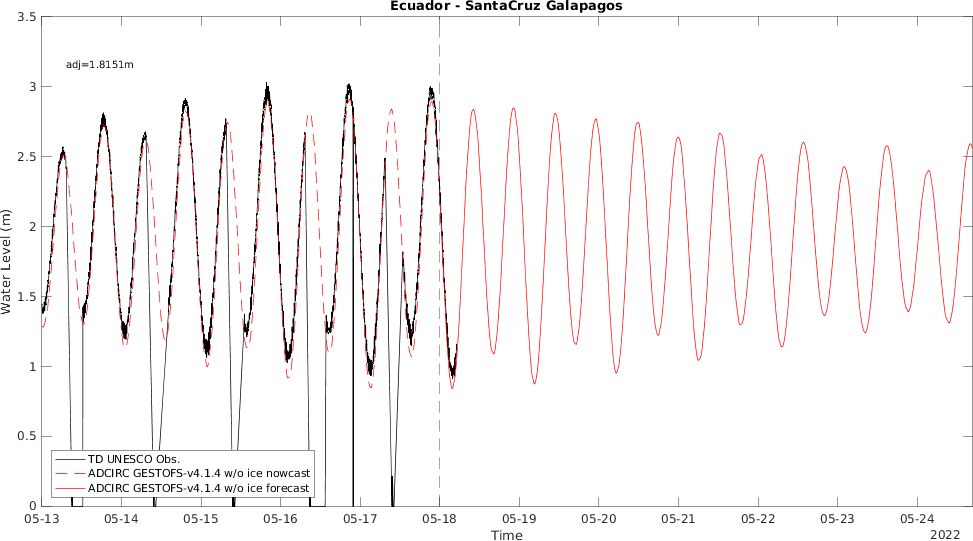 Ecuador - SantaCruz Galapagos
3.5
adj=1.8151m
3
2.5
2
1.5
1
0.5
0
Water Level (m)
TD UNESCO Obs.
ADCIRC GESTOFS-v4.1.4 w/o ice nowcast
ADCIRC GESTOFS-v4.1.4 w/o ice forecast
05-13 05-14 05-15 05-16 05-17 05-18 05-19 05-20 05-21 05-22 05-23 05-24
2022
Time